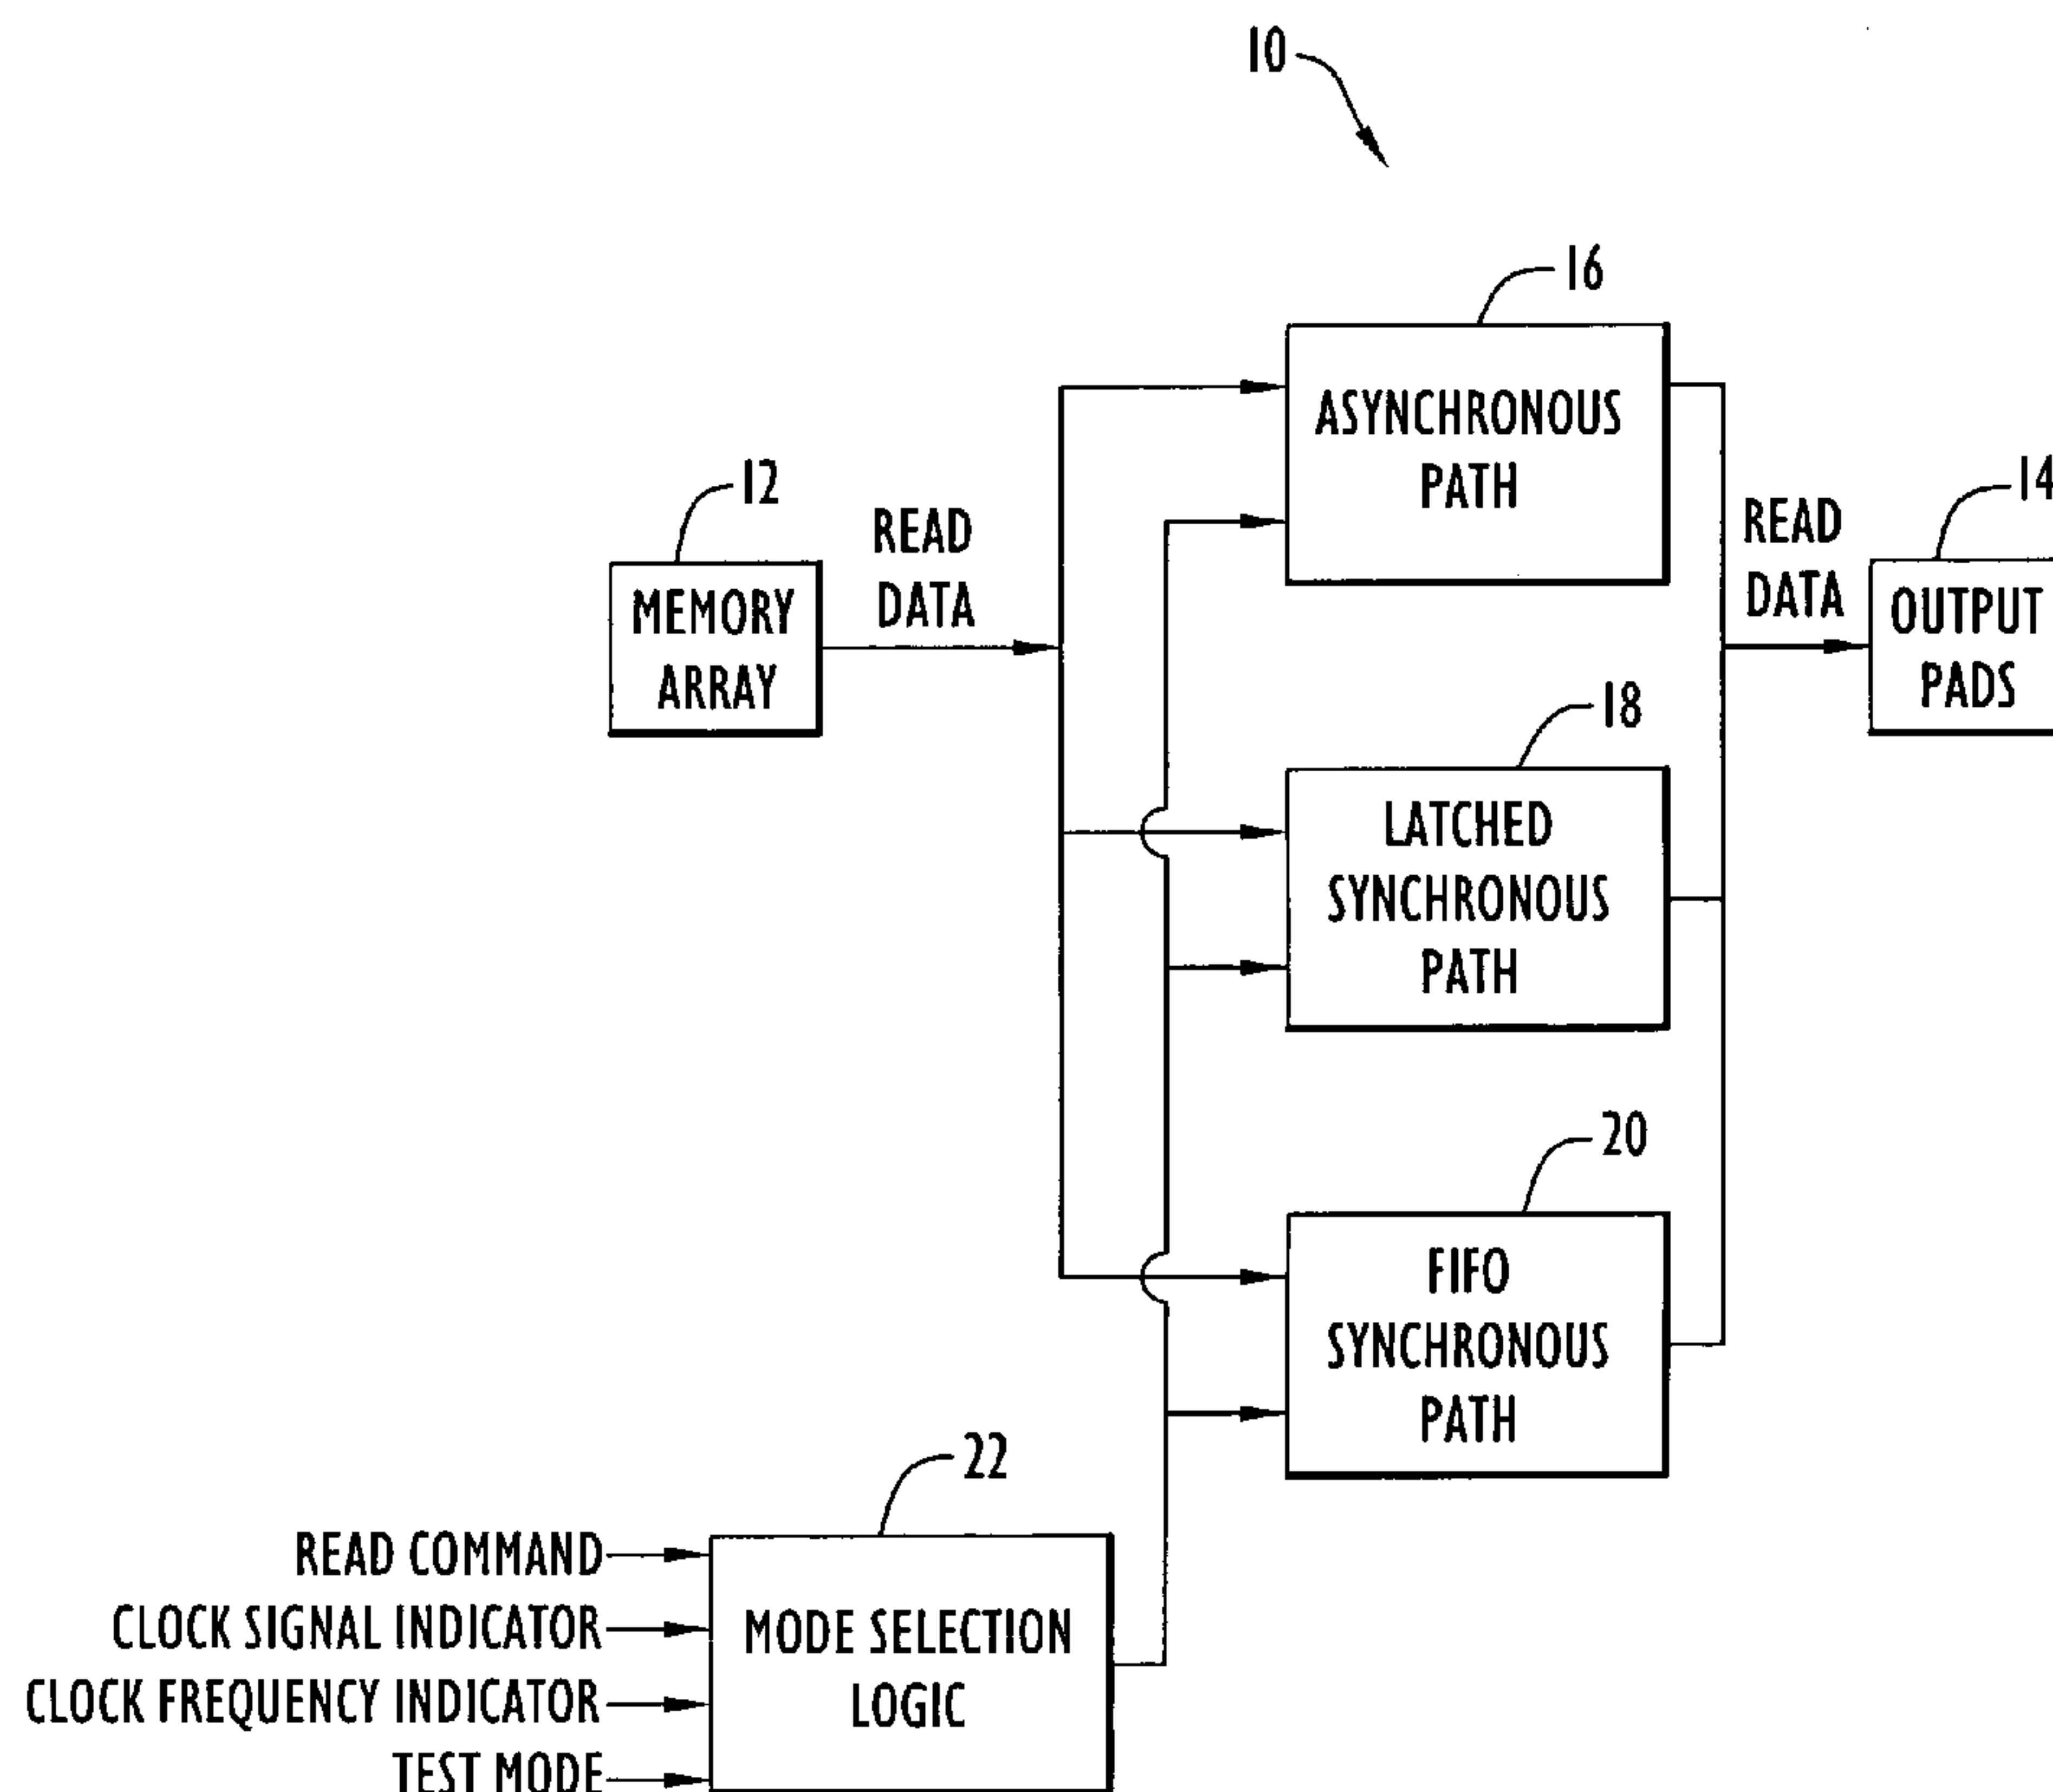 10
16
ASYNCHRONOUS
PATH
12
READ
DATA
MEMORY
ARRAY
READ
DATA
14
OUTPUT
PADS
18
LATCHED
SYNCHRONOUS
PATH
20
FIFO
SYNCHRONOUS
PATH
22
READ COMMAND
CLOCK SIGNAL INDICATOR
CLOCK FREQUENCY INDICATOR
TEST MODE
MODE SELECTION
LOGIC